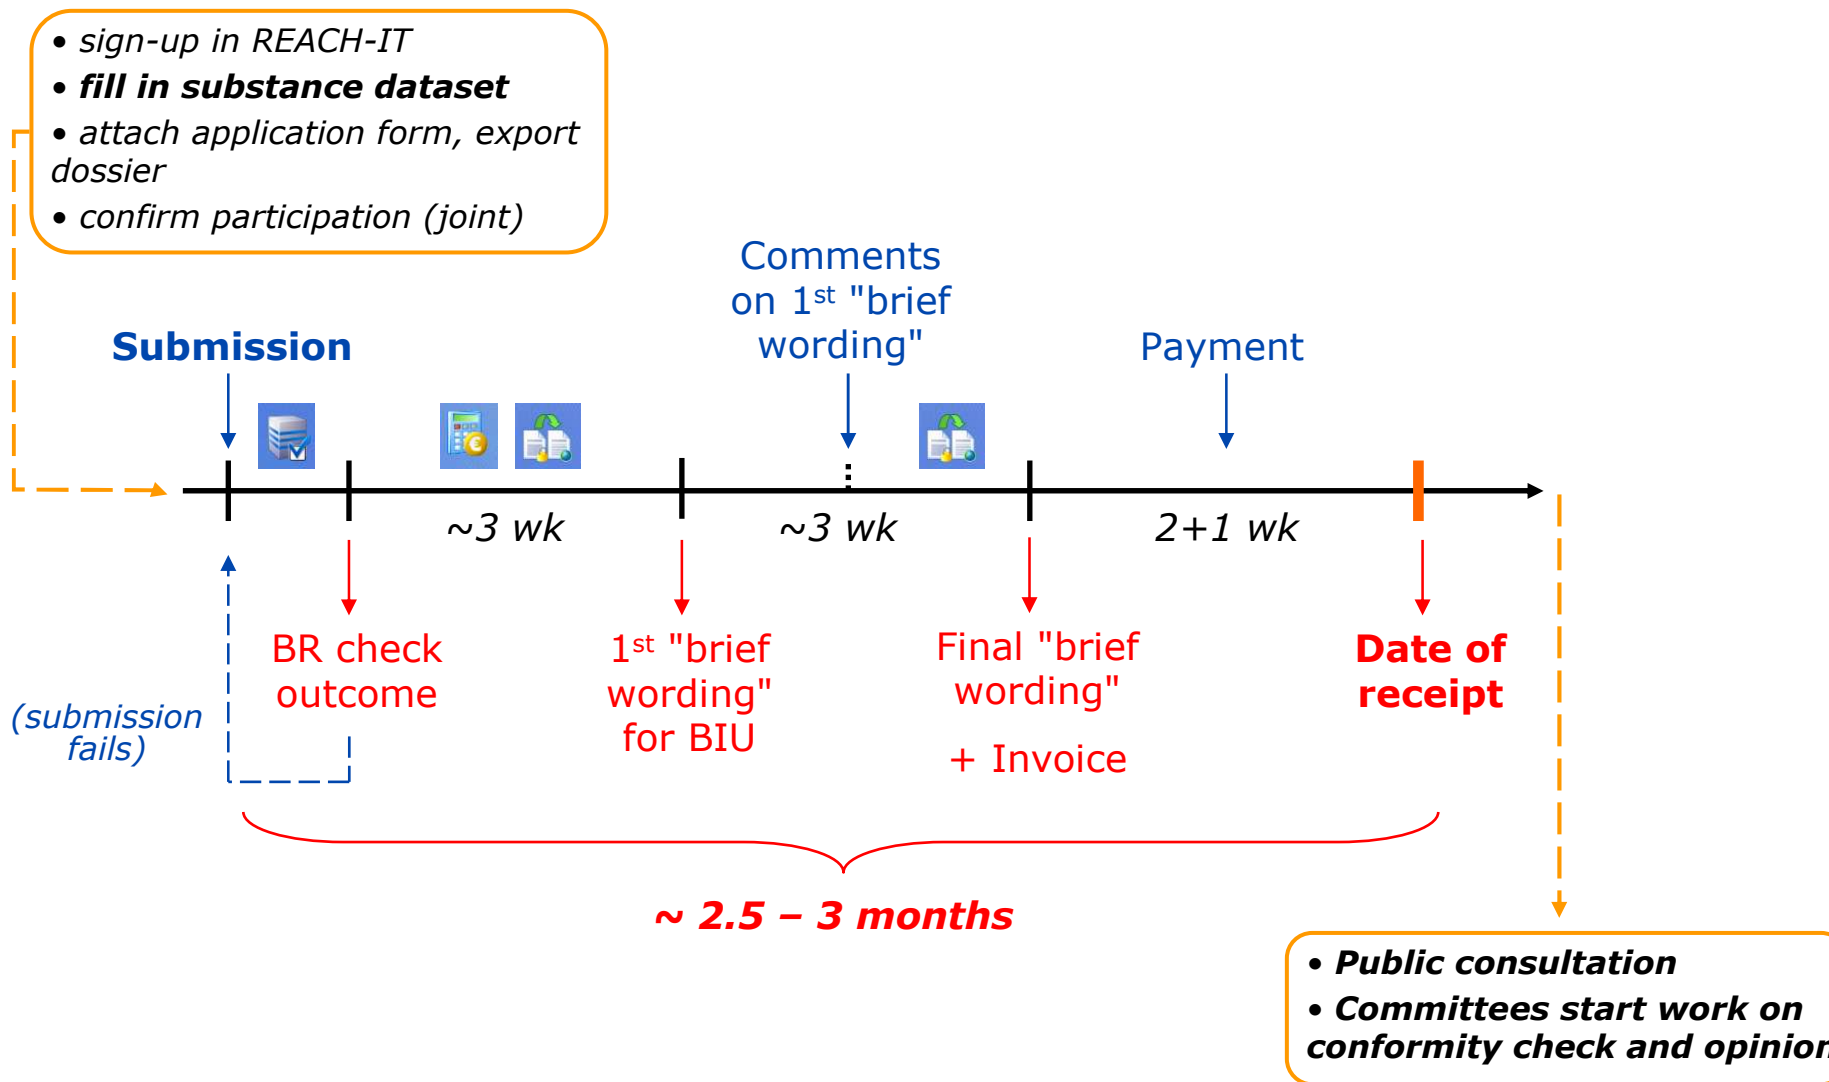 • sign-up in REACH-IT
• fill in substance dataset
• attach application form, export
dossier
• confirm participation (joint)
Comments
on 1st "brief
wording"
Submission
Payment
~3 wk
~3 wk
2+1 wk
BR check
outcome
1st "brief
wording"
for BIU
Final "brief
wording"
+ Invoice
Date of
receipt
(submission
fails)
~ 2.5 – 3 months
• Public consultation
• Committees start work on
conformity check and opinion